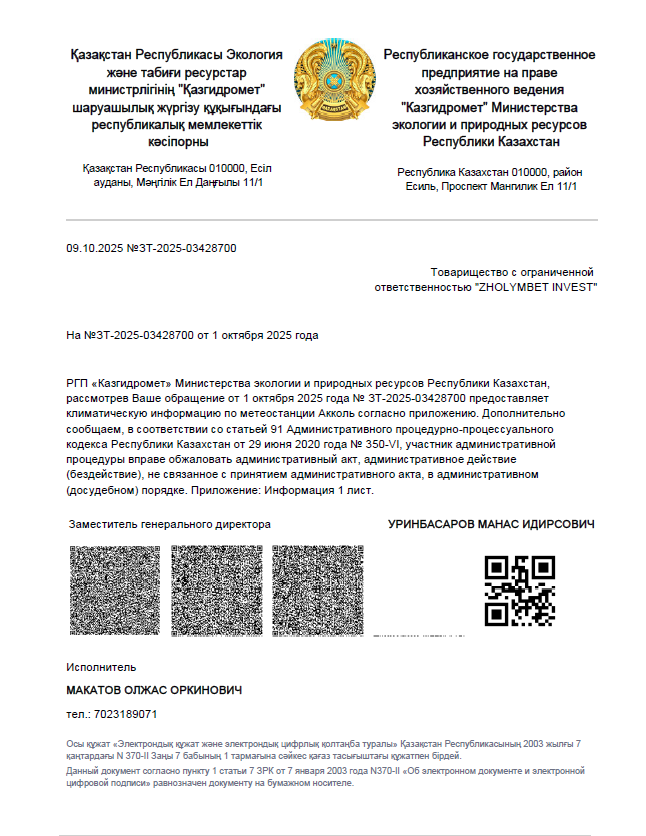 Қазақстан Республикасы Экология
және табиғи ресурстар
министрлігінің "Қазгидромет"
шаруашылық жүргізу құқығындағы
республикалық мемлекеттік
кәсіпорны
Қазақстан Республикасы 010000, Есіл
ауданы, Мәңгілік Ел Даңғылы 11/1
Республиканское государственное
предприятие на праве
хозяйственного ведения
"Казгидромет" Министерства
экологии и природных ресурсов
Республики Казахстан
Республика Казахстан 010000, район
Есиль, Проспект Мангилик Ел 11/1
09.10.2025 №ЗТ-2025-03428700
Товарищество с ограниченной
ответственностью "ZHOLYMBET INVEST"
На №ЗТ-2025-03428700 от 1 октября 2025 года
РГП «Казгидромет» Министерства экологии и природных ресурсов Республики Казахстан,
рассмотрев Ваше обращение от 1 октября 2025 года № ЗТ-2025-03428700 предоставляет
климатическую информацию по метеостанции Акколь согласно приложению. Дополнительно
сообщаем, в соответствии со статьей 91 Административного процедурно-процессуального
кодекса Республики Казахстан от 29 июня 2020 года № 350-VI, участник административной
процедуры вправе обжаловать административный акт, административное действие
(бездействие), не связанное с принятием административного акта, в административном
(досудебном) порядке. Приложение: Информация 1 лист.
Заместитель генерального директора
УРИНБАСАРОВ МАНАС ИДИРСОВИЧ
Исполнитель
МАКАТОВ ОЛЖАС ОРКИНОВИЧ
тел.: 7023189071
Осы құжат «Электрондық құжат және электрондық цифрлық қолтаңба туралы» Қазақстан Республикасының 2003 жылғы 7
қаңтардағы N 370-II Заңы 7 бабының 1 тармағына сәйкес қағаз тасығыштағы құжатпен бірдей.
Данный документ согласно пункту 1 статьи 7 ЗРК от 7 января 2003 года N370-II «Об электронном документе и электронной
цифровой подписи» равнозначен документу на бумажном носителе.